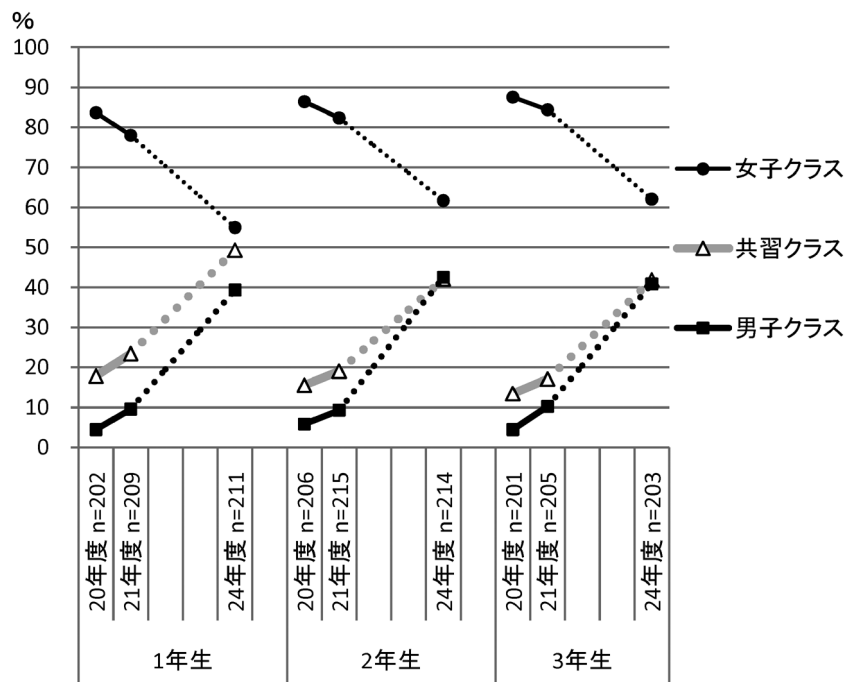 %
100
90
80
70
60
50
40
30
20
10
0
女子クラス
共習クラス
男子クラス
20年度 n=202
21年度 n=209
24年度 n=211
20年度 n=206
21年度 n=215
24年度 n=214
20年度 n=201
21年度 n=205
24年度 n=203
1年生
2年生
3年生